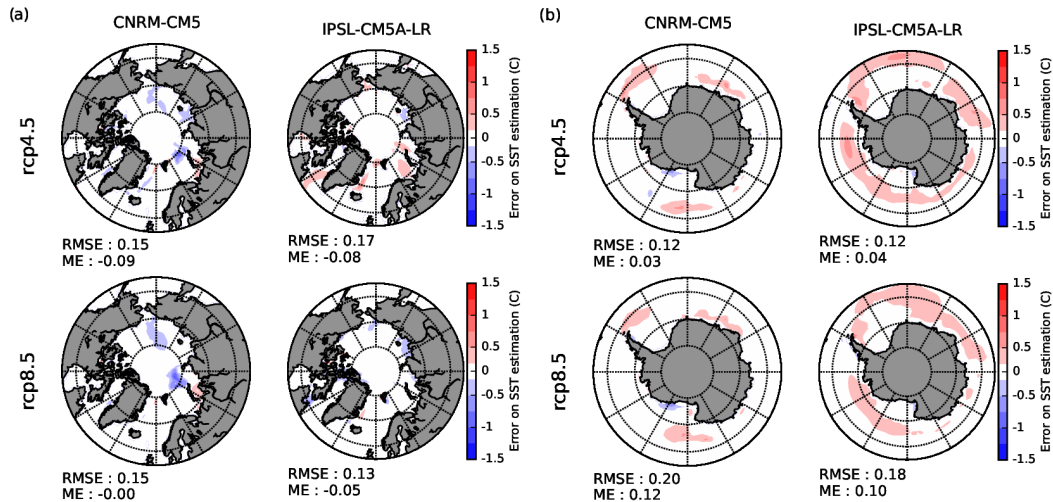 (a)
CNRM-CM5
IPSL-CM5A-LR
rcp4.5
1.5
1
0.5
0
-0.5
-1
-1.5
Error on SST estimation (C)
RMSE : 0.15
ME : -0.09
RMSE : 0.17
ME : -0.08
rcp8.5
1.5
1
0.5
0
-0.5
-1
-1.5
Error on SST estimation (C)
RMSE : 0.15
ME : -0.00
RMSE : 0.13
ME : -0.05
(b)
CNRM-CM5
IPSL-CM5A-LR
rcp4.5
1.5
1
0.5
0
-0.5
-1
-1.5
Error on SST estimation (C)
RMSE : 0.12
ME : 0.03
RMSE : 0.12
ME : 0.04
rcp8.5
1.5
1
0.5
0
-0.5
-1
-1.5
Error on SST estimation (C)
RMSE : 0.20
ME : 0.12
RMSE : 0.18
ME : 0.10